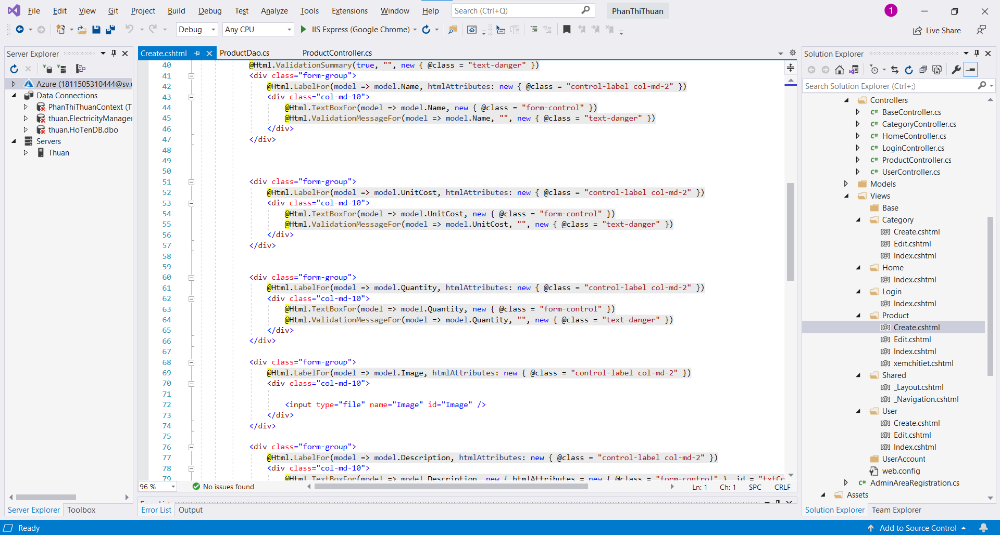 File Edit View Git Project Build Debug Test Analyze Tools Extensions Window Help Search (Ctrl+Q) PhanThiThuan 1
Debug Any CPU IIS Express (Google Chrome) Live Share
Server Explorer
Azure (1811505310444@sv.u
Data Connections
PhanThiThuanContext (T
thuan.ElectricityManager
thuan.HoTenDB.dbo
Servers
Thuan
Server Explorer Toolbox
Create.cshtml ProductDao.cs ProductController.cs
40 @Html.ValidationSummary(true, "", new { @class = "text-danger" })
41 <div class="form-group">
42 @Html.LabelFor(model => model.Name, htmlAttributes: new { @class = "control-label col-md-2" })
43 <div class="col-md-10">
44 @Html.TextBoxFor(model => model.Name, new { @class = "form-control" })
45 @Html.ValidationMessageFor(model => model.Name, "", new { @class = "text-danger" })
46 </div>
47 </div>
48
49
50
51 <div class="form-group">
52 @Html.LabelFor(model => model.UnitCost, htmlAttributes: new { @class = "control-label col-md-2" })
53 <div class="col-md-10">
54 @Html.TextBoxFor(model => model.UnitCost, new { @class = "form-control" })
55 @Html.ValidationMessageFor(model => model.UnitCost, "", new { @class = "text-danger" })
56 </div>
57 </div>
58
59
60 <div class="form-group">
61 @Html.LabelFor(model => model.Quantity, htmlAttributes: new { @class = "control-label col-md-2" })
62 <div class="col-md-10">
63 @Html.TextBoxFor(model => model.Quantity, new { @class = "form-control" })
64 @Html.ValidationMessageFor(model => model.Quantity, "", new { @class = "text-danger" })
65 </div>
66 </div>
67
68 <div class="form-group">
69 @Html.LabelFor(model => model.Image, htmlAttributes: new { @class = "control-label col-md-2" })
70 <div class="col-md-10">
71
72 <input type="file" name="Image" id="Image" />
73 </div>
74 </div>
75
76 <div class="form-group">
77 @Html.LabelFor(model => model.Description, htmlAttributes: new { @class = "control-label col-md-2" })
78 <div class="col-md-10">
79 @Html.TextBoxFor(model => model.Description, new { htmlAttributes = new { @class = "form-control" }, id = "txtCo
96 % No issues found Ln: 1 Ch: 1 SPC CRLF
Error List
Error List Output
Solution Explorer
Search Solution Explorer (Ctrl+;)
Controllers
C# BaseController.cs
C# CategoryController.cs
C# HomeController.cs
C# LoginController.cs
C# ProductController.cs
C# UserController.cs
Models
Views
Base
Category
[@] Create.cshtml
[@] Edit.cshtml
[@] Index.cshtml
Home
[@] Index.cshtml
Login
[@] Index.cshtml
Product
[@] Create.cshtml
[@] Edit.cshtml
[@] Index.cshtml
[@] xemchitiet.cshtml
Shared
[@] _Layout.cshtml
[@] _Navigation.cshtml
User
[@] Create.cshtml
[@] Edit.cshtml
[@] Index.cshtml
UserAccount
web.config
C# AdminAreaRegistration.cs
Assets
Solution Explorer Team Explorer
Ready Add to Source Control